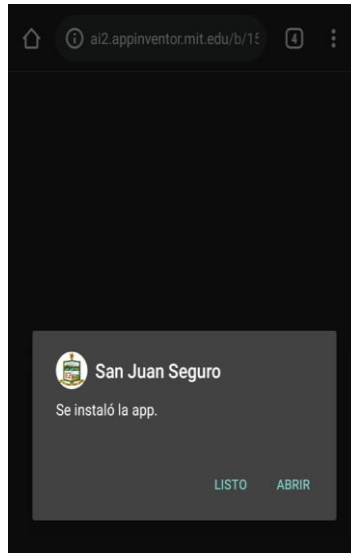 ai2.appinventor.mit.edu/b/15
4
San Juan Seguro
Se instaló la app.
LISTO ABRIR